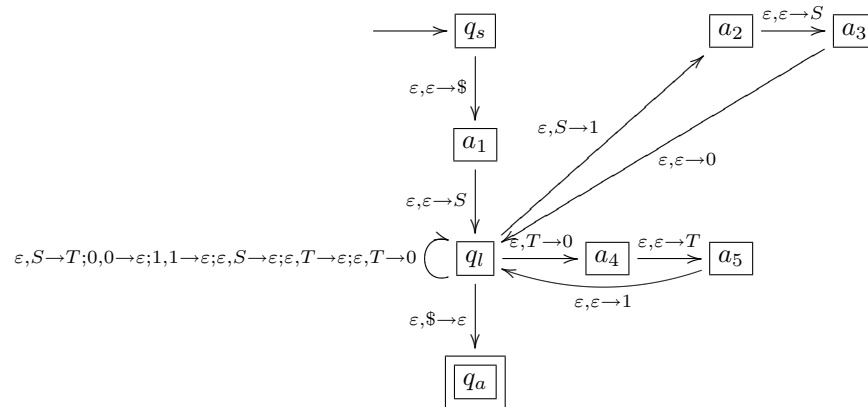 q_s
a_2
ε,ε→S
a_3
ε,ε→$
ε,S→1
a_1
ε,ε→0
ε,ε→S
ε,S→T;0,0→ε;1,1→ε;ε,S→ε;ε,T→ε;ε,T→0
q_l
ε,T→0
a_4
ε,ε→T
a_5
ε,ε→1
ε,$→ε
q_a